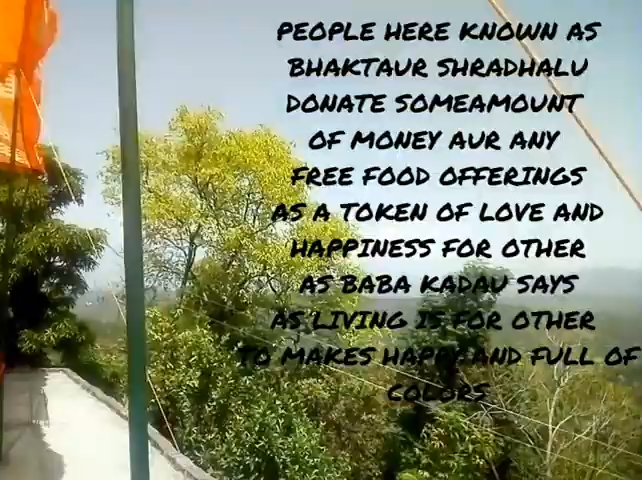 PEOPLE HERE KNOWN AS
BHAKTAUR SHRADHALU
DONATE SOMEAMOUNT
OF MONEY AUR ANY
FREE FOOD OFFERINGS
AS A TOKEN OF LOVE AND
HAPPINESS FOR OTHER
AS BABA KADAU SAYS
AS LIVING IS FOR OTHER
TO MAKES HAPPY AND FULL OF
COLORS